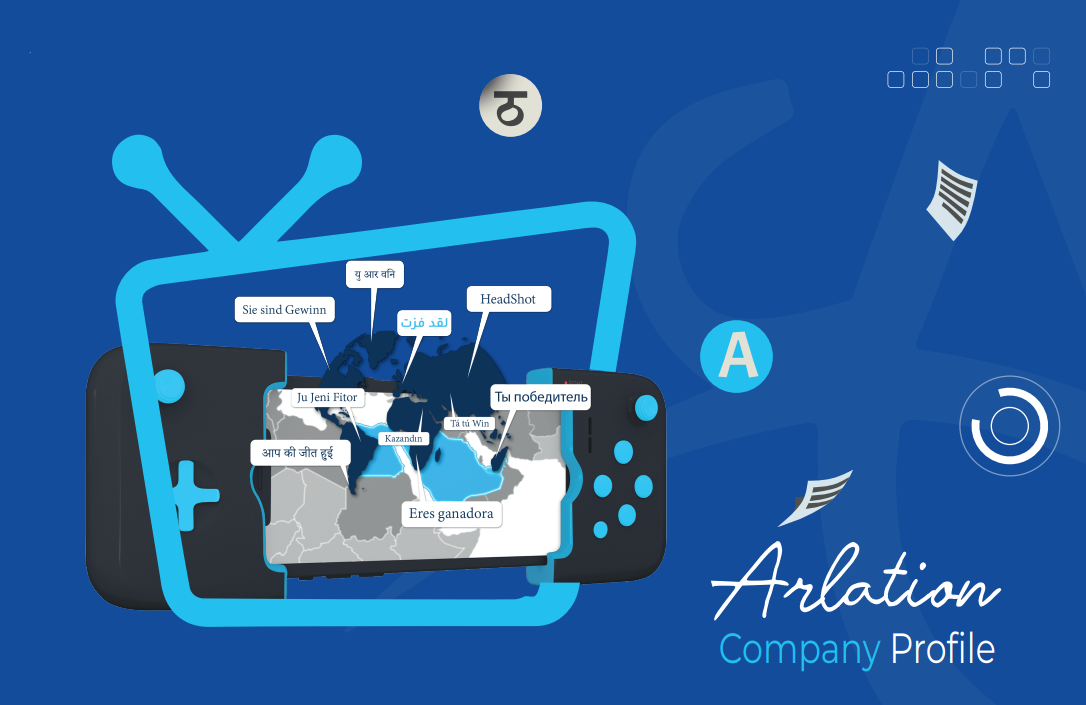 ठ
यु आर वनि
Sie sind Gewinn
HeadShot
لقد فزت
A
Ju Jeni Fitor
Ты победитель
Tá tú Win
Kazandın
आप की जीत हुई
Eres ganadora
Arlation
Company Profile